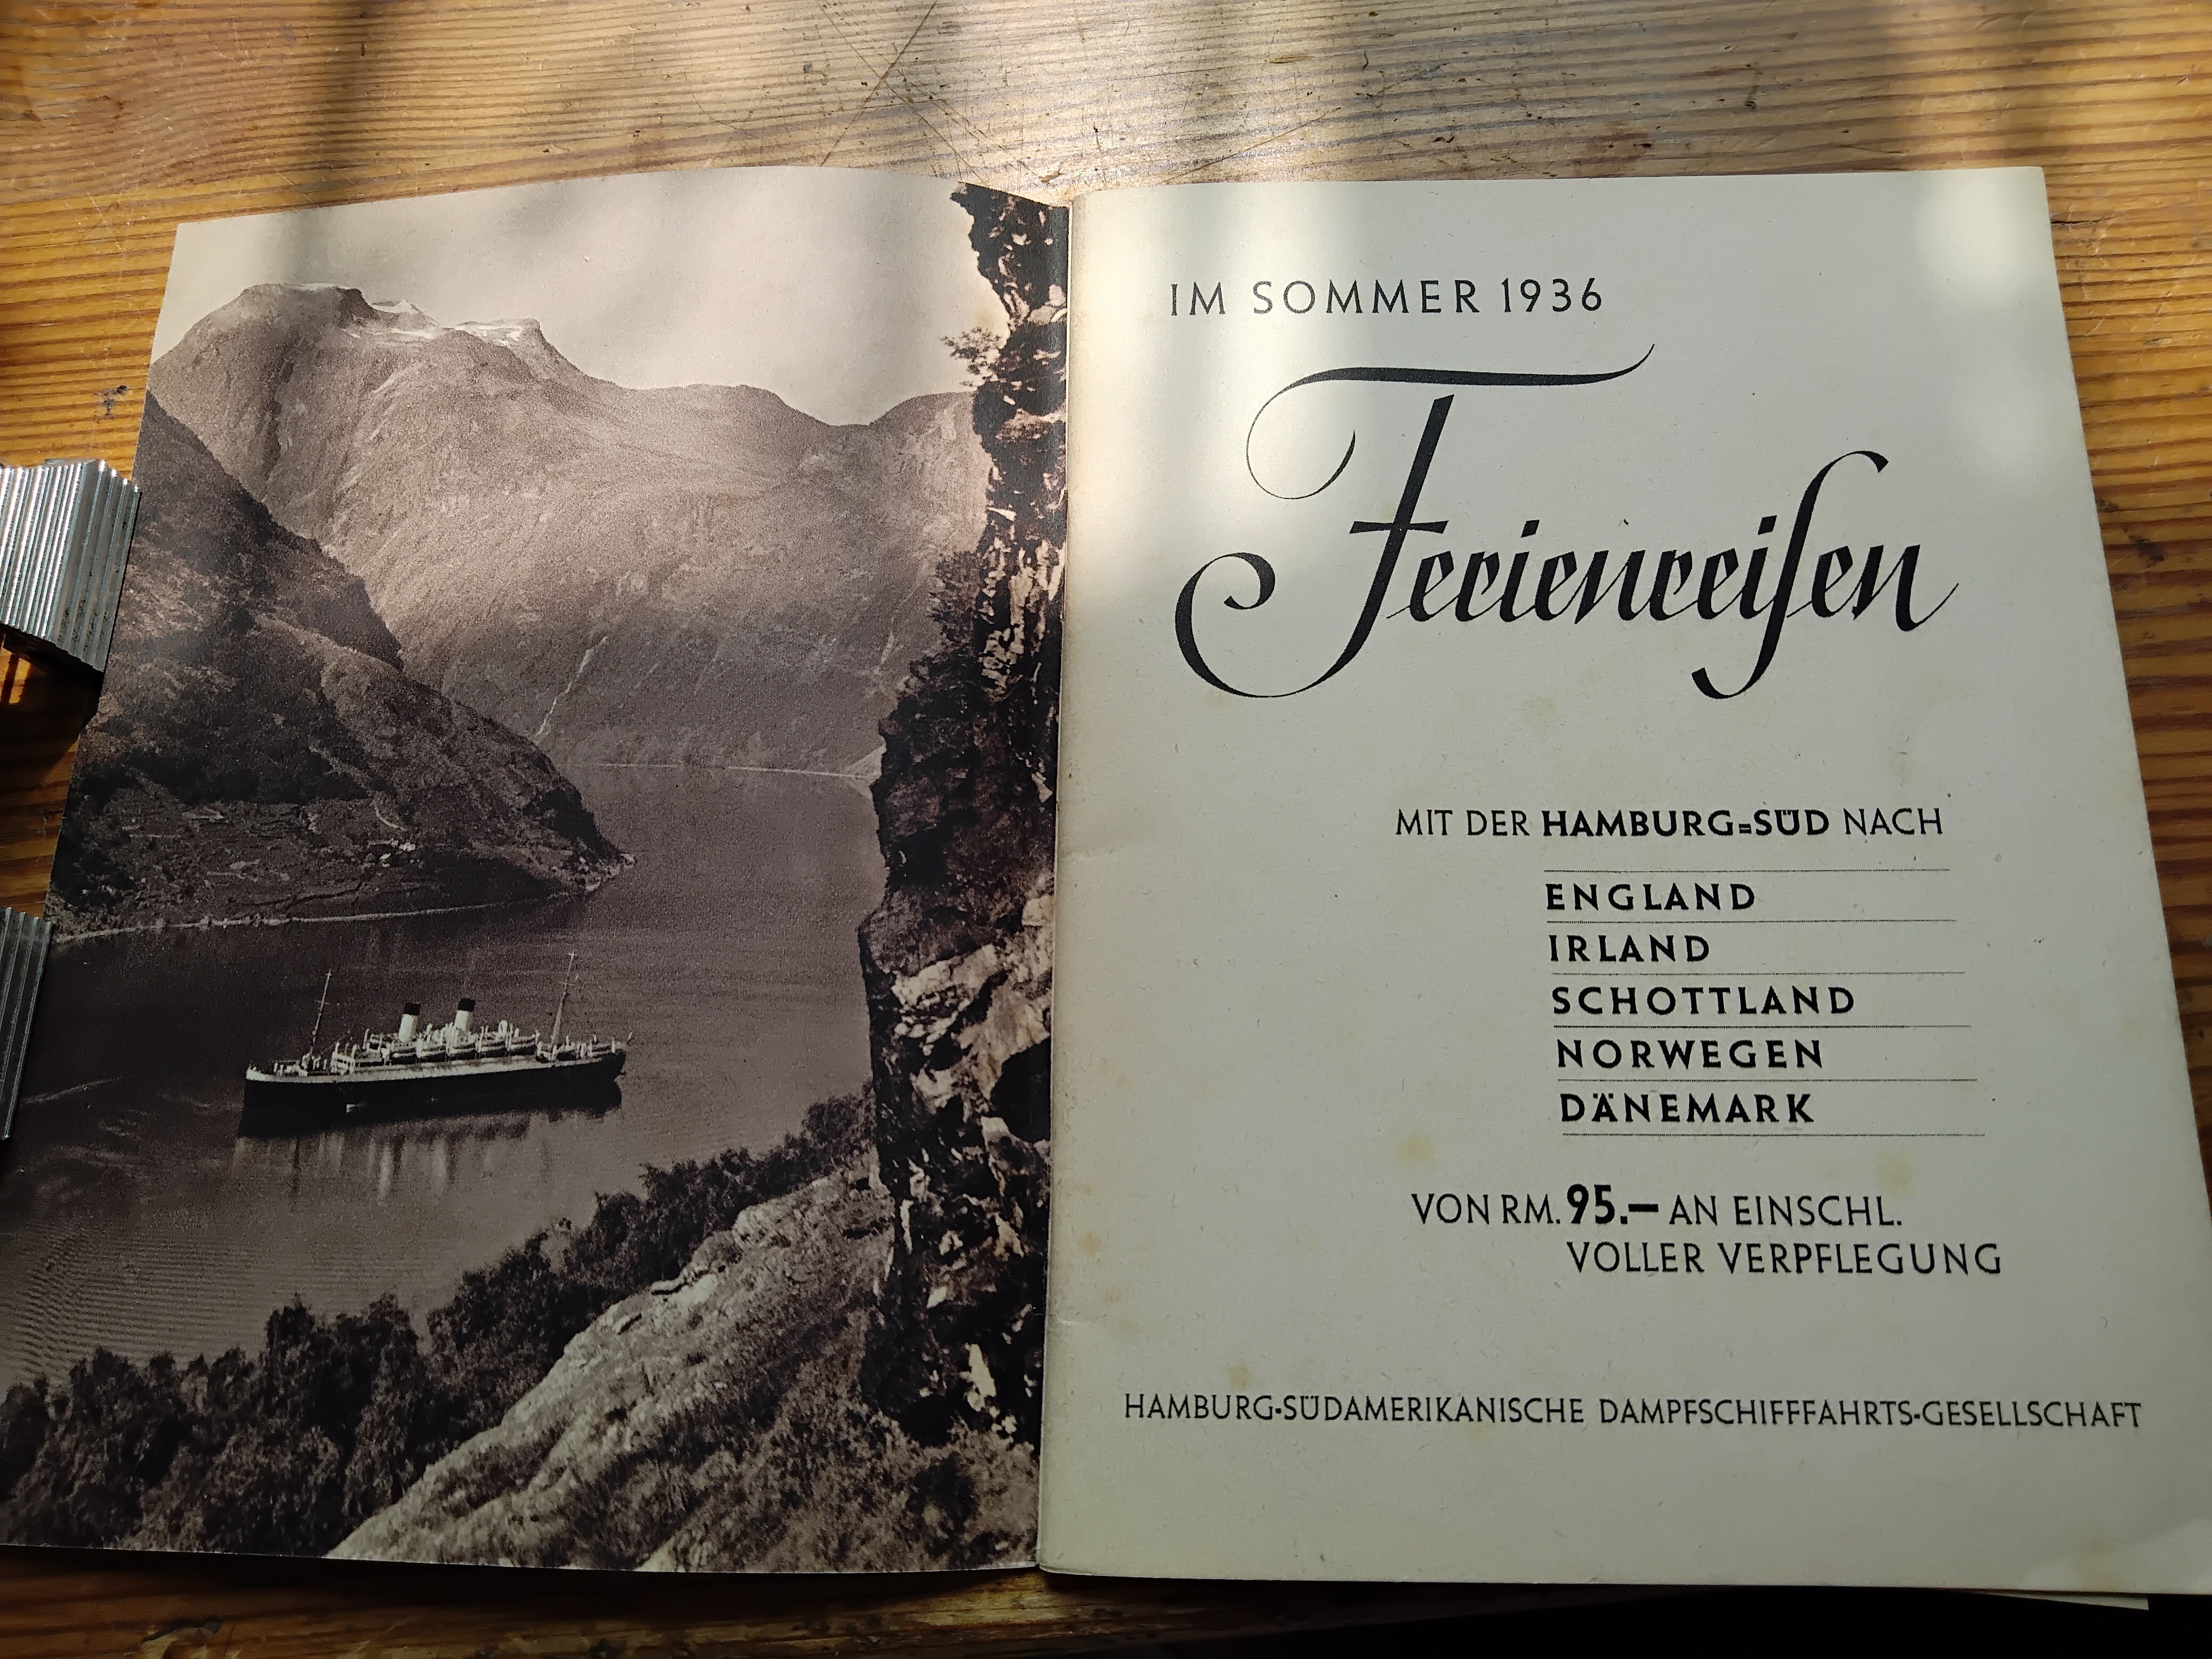 IM SOMMER 1936
Ferienreiſen
MIT DER HAMBURG=SÜD NACH
ENGLAND
IRLAND
SCHOTTLAND
NORWEGEN
DÄNEMARK
VON RM. 95.— AN EINSCHL.
VOLLER VERPFLEGUNG
HAMBURG-SÜDAMERIKANISCHE DAMPFSCHIFFFAHRTS-GESELLSCHAFT